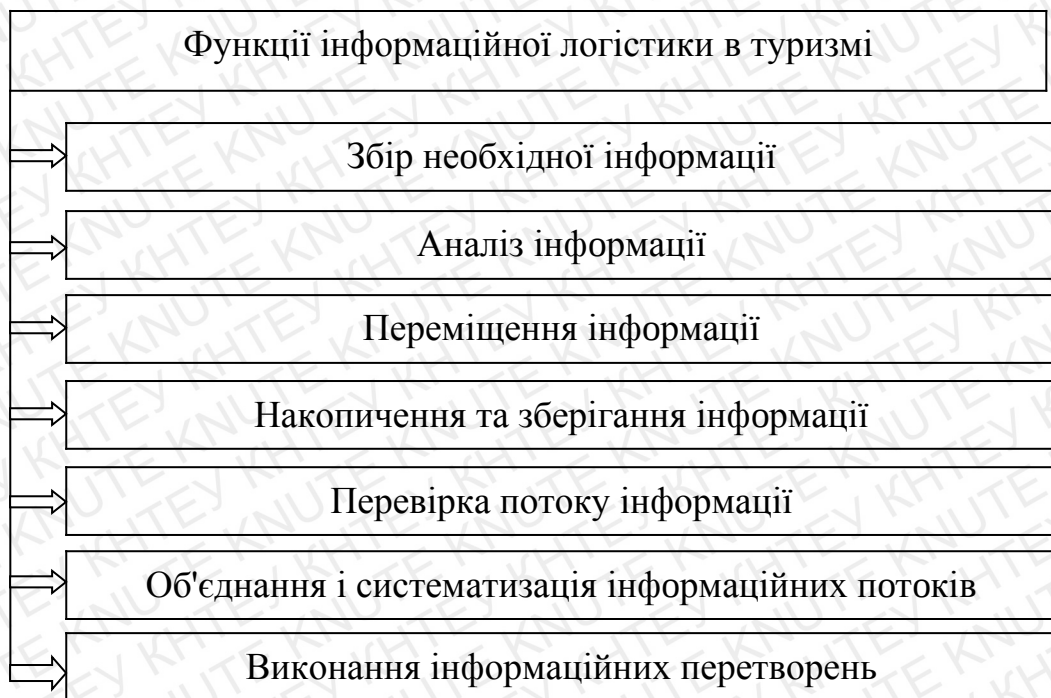 Функції інформаційної логістики в туризмі
Збір необхідної інформації
Аналіз інформації
Переміщення інформації
Накопичення та зберігання інформації
Перевірка потоку інформації
Об'єднання і систематизація інформаційних потоків
Виконання інформаційних перетворень